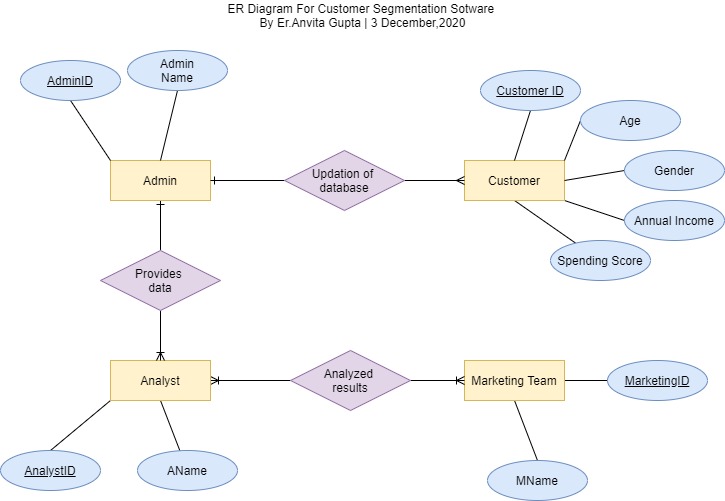 ER Diagram For Customer Segmentation Sotware
By Er.Anvita Gupta | 3 December,2020
AdminID
Admin
Name
Customer ID
Age
Gender
Annual Income
Spending Score
Admin
Updation of
database
Customer
Provides
data
Analyst
Analyzed
results
Marketing Team
MarketingID
AnalystID
AName
MName